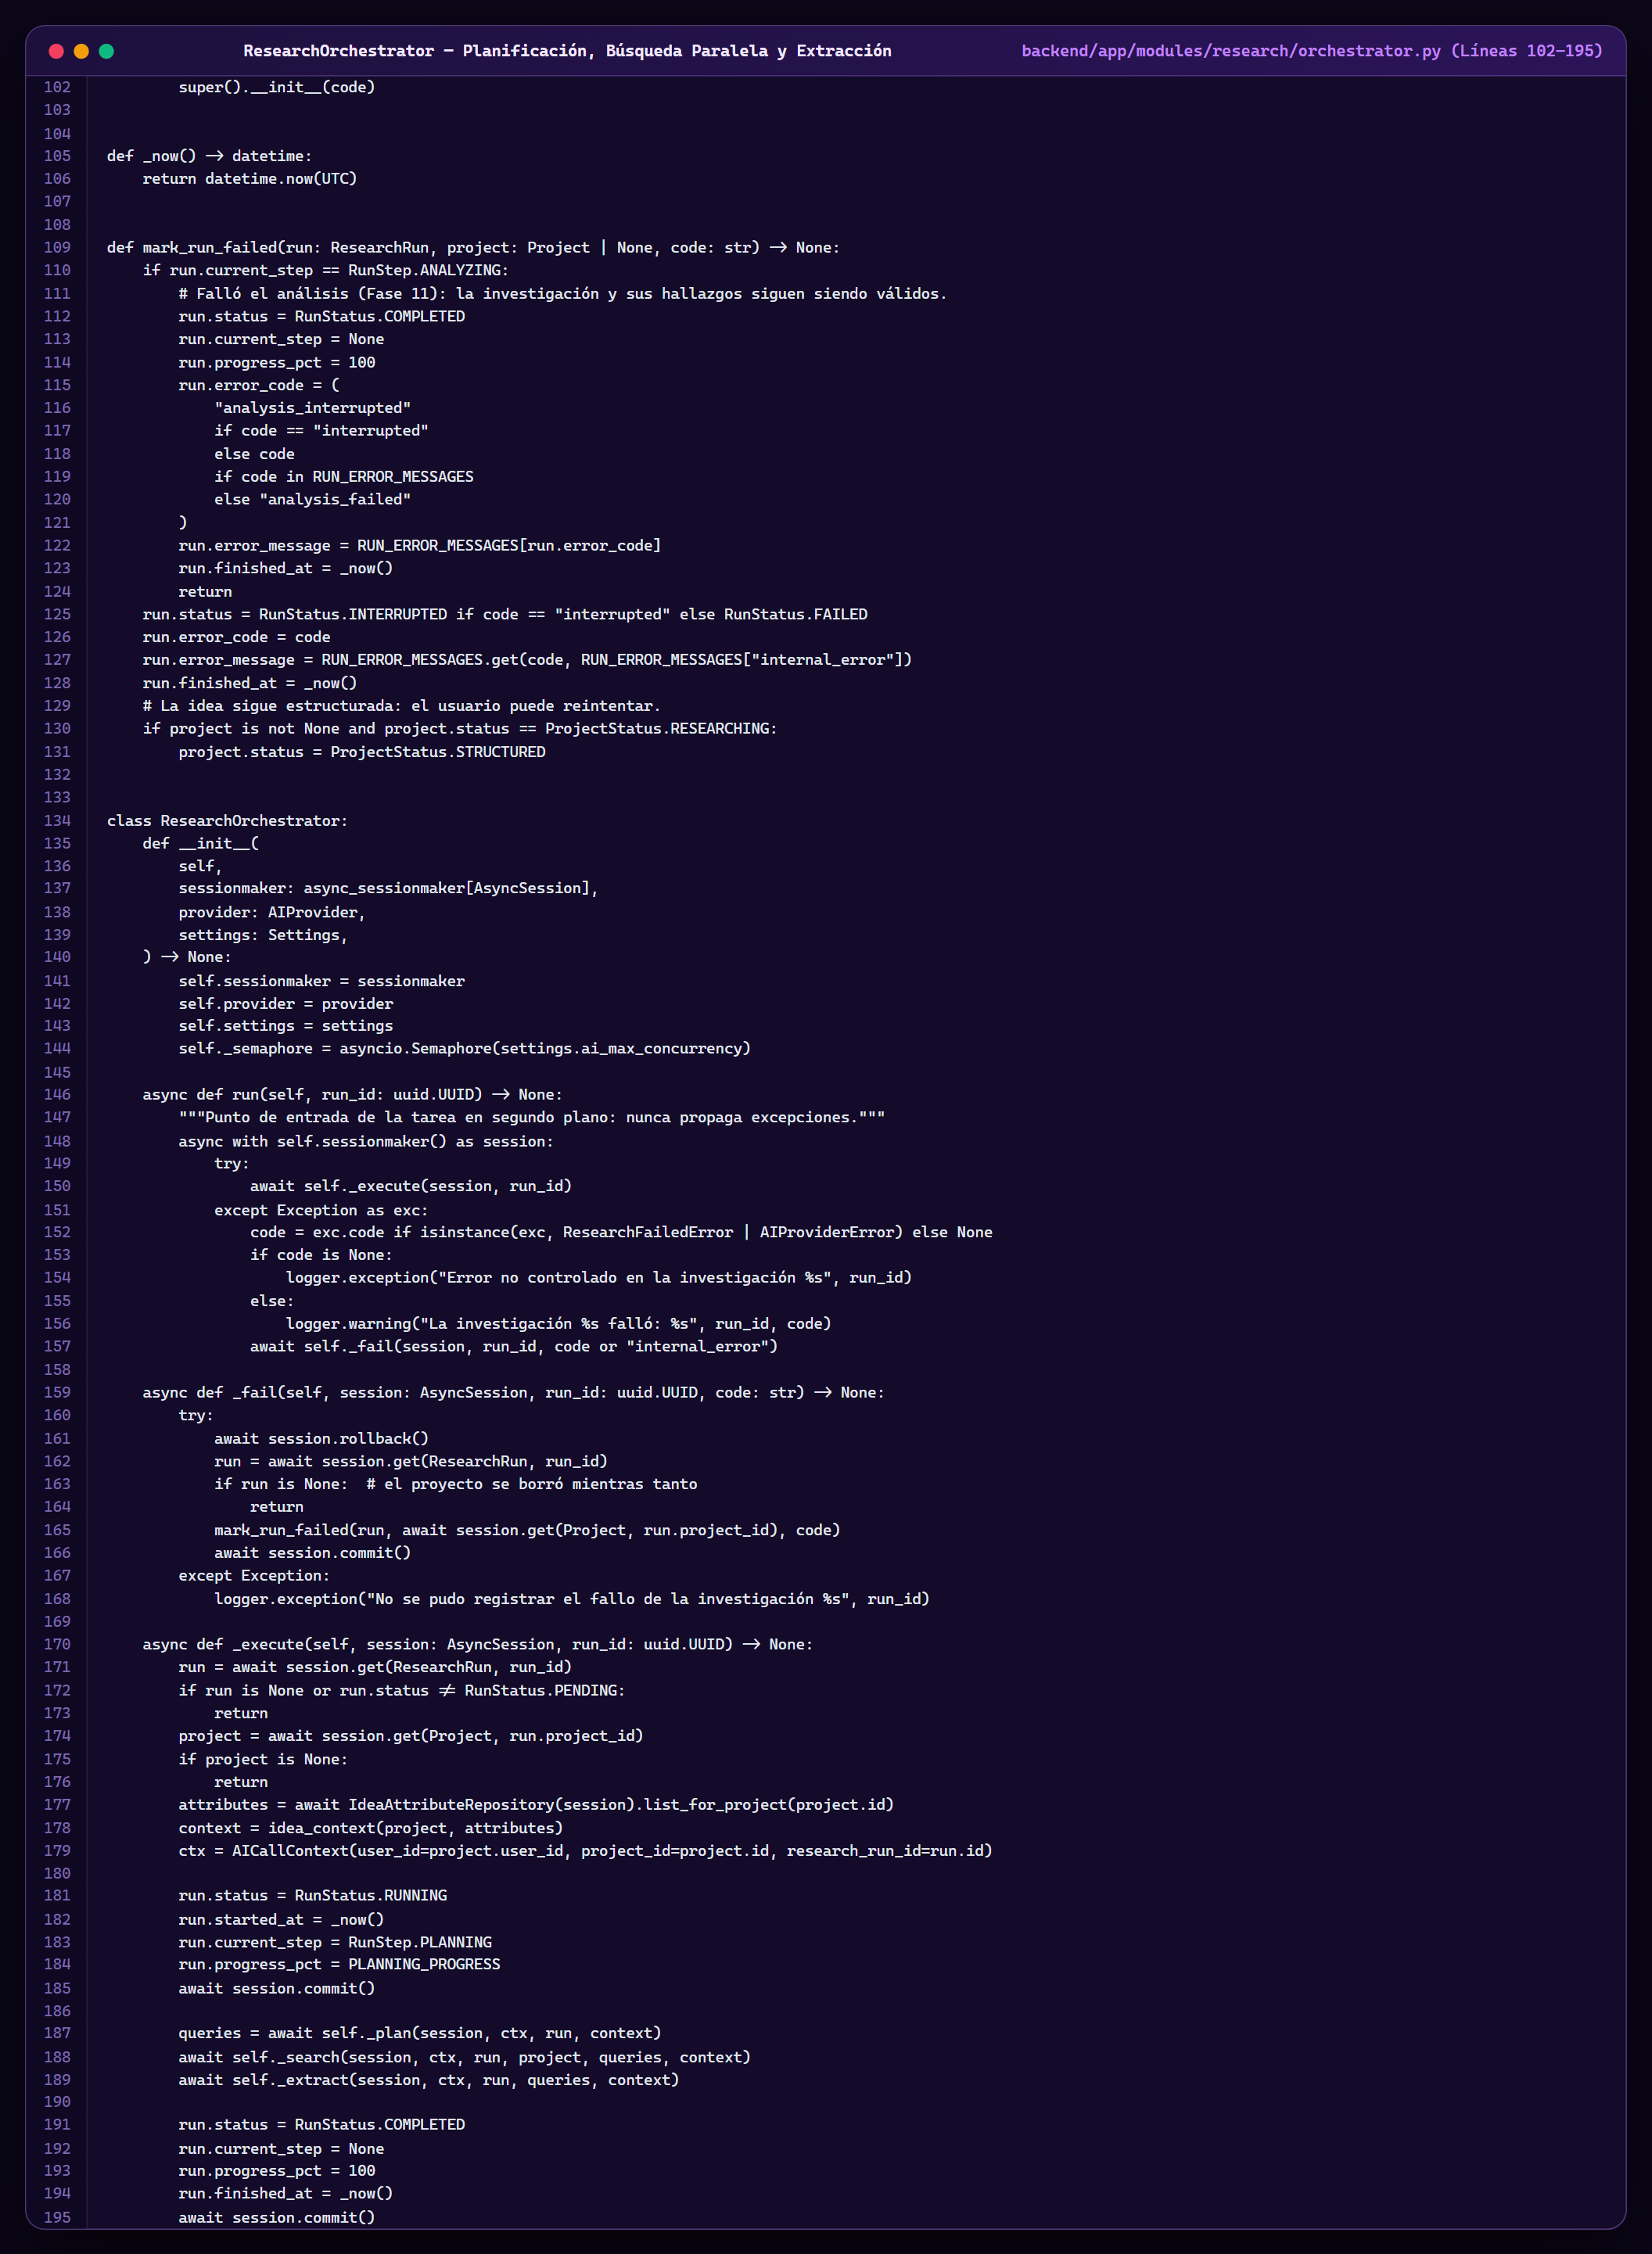 ResearchOrchestrator — Planificación, Búsqueda Paralela y Extracción
backend/app/modules/research/orchestrator.py (Líneas 102–195)
102         super().__init__(code)
103
104
105 def _now() -> datetime:
106     return datetime.now(UTC)
107
108
109 def mark_run_failed(run: ResearchRun, project: Project | None, code: str) -> None:
110     if run.current_step == RunStep.ANALYZING:
111         # Falló el análisis (Fase 11): la investigación y sus hallazgos siguen siendo válidos.
112         run.status = RunStatus.COMPLETED
113         run.current_step = None
114         run.progress_pct = 100
115         run.error_code = (
116             "analysis_interrupted"
117             if code == "interrupted"
118             else code
119             if code in RUN_ERROR_MESSAGES
120             else "analysis_failed"
121         )
122         run.error_message = RUN_ERROR_MESSAGES[run.error_code]
123         run.finished_at = _now()
124         return
125     run.status = RunStatus.INTERRUPTED if code == "interrupted" else RunStatus.FAILED
126     run.error_code = code
127     run.error_message = RUN_ERROR_MESSAGES.get(code, RUN_ERROR_MESSAGES["internal_error"])
128     run.finished_at = _now()
129     # La idea sigue estructurada: el usuario puede reintentar.
130     if project is not None and project.status == ProjectStatus.RESEARCHING:
131         project.status = ProjectStatus.STRUCTURED
132
133
134 class ResearchOrchestrator:
135     def __init__(
136         self,
137         sessionmaker: async_sessionmaker[AsyncSession],
138         provider: AIProvider,
139         settings: Settings,
140     ) -> None:
141         self.sessionmaker = sessionmaker
142         self.provider = provider
143         self.settings = settings
144         self._semaphore = asyncio.Semaphore(settings.ai_max_concurrency)
145
146     async def run(self, run_id: uuid.UUID) -> None:
147         """Punto de entrada de la tarea en segundo plano: nunca propaga excepciones."""
148         async with self.sessionmaker() as session:
149             try:
150                 await self._execute(session, run_id)
151             except Exception as exc:
152                 code = exc.code if isinstance(exc, ResearchFailedError | AIProviderError) else None
153                 if code is None:
154                     logger.exception("Error no controlado en la investigación %s", run_id)
155                 else:
156                     logger.warning("La investigación %s falló: %s", run_id, code)
157                 await self._fail(session, run_id, code or "internal_error")
158
159     async def _fail(self, session: AsyncSession, run_id: uuid.UUID, code: str) -> None:
160         try:
161             await session.rollback()
162             run = await session.get(ResearchRun, run_id)
163             if run is None:  # el proyecto se borró mientras tanto
164                 return
165             mark_run_failed(run, await session.get(Project, run.project_id), code)
166             await session.commit()
167         except Exception:
168             logger.exception("No se pudo registrar el fallo de la investigación %s", run_id)
169
170     async def _execute(self, session: AsyncSession, run_id: uuid.UUID) -> None:
171         run = await session.get(ResearchRun, run_id)
172         if run is None or run.status != RunStatus.PENDING:
173             return
174         project = await session.get(Project, run.project_id)
175         if project is None:
176             return
177         attributes = await IdeaAttributeRepository(session).list_for_project(project.id)
178         context = idea_context(project, attributes)
179         ctx = AICallContext(user_id=project.user_id, project_id=project.id, research_run_id=run.id)
180
181         run.status = RunStatus.RUNNING
182         run.started_at = _now()
183         run.current_step = RunStep.PLANNING
184         run.progress_pct = PLANNING_PROGRESS
185         await session.commit()
186
187         queries = await self._plan(session, ctx, run, context)
188         await self._search(session, ctx, run, project, queries, context)
189         await self._extract(session, ctx, run, queries, context)
190
191         run.status = RunStatus.COMPLETED
192         run.current_step = None
193         run.progress_pct = 100
194         run.finished_at = _now()
195         await session.commit()